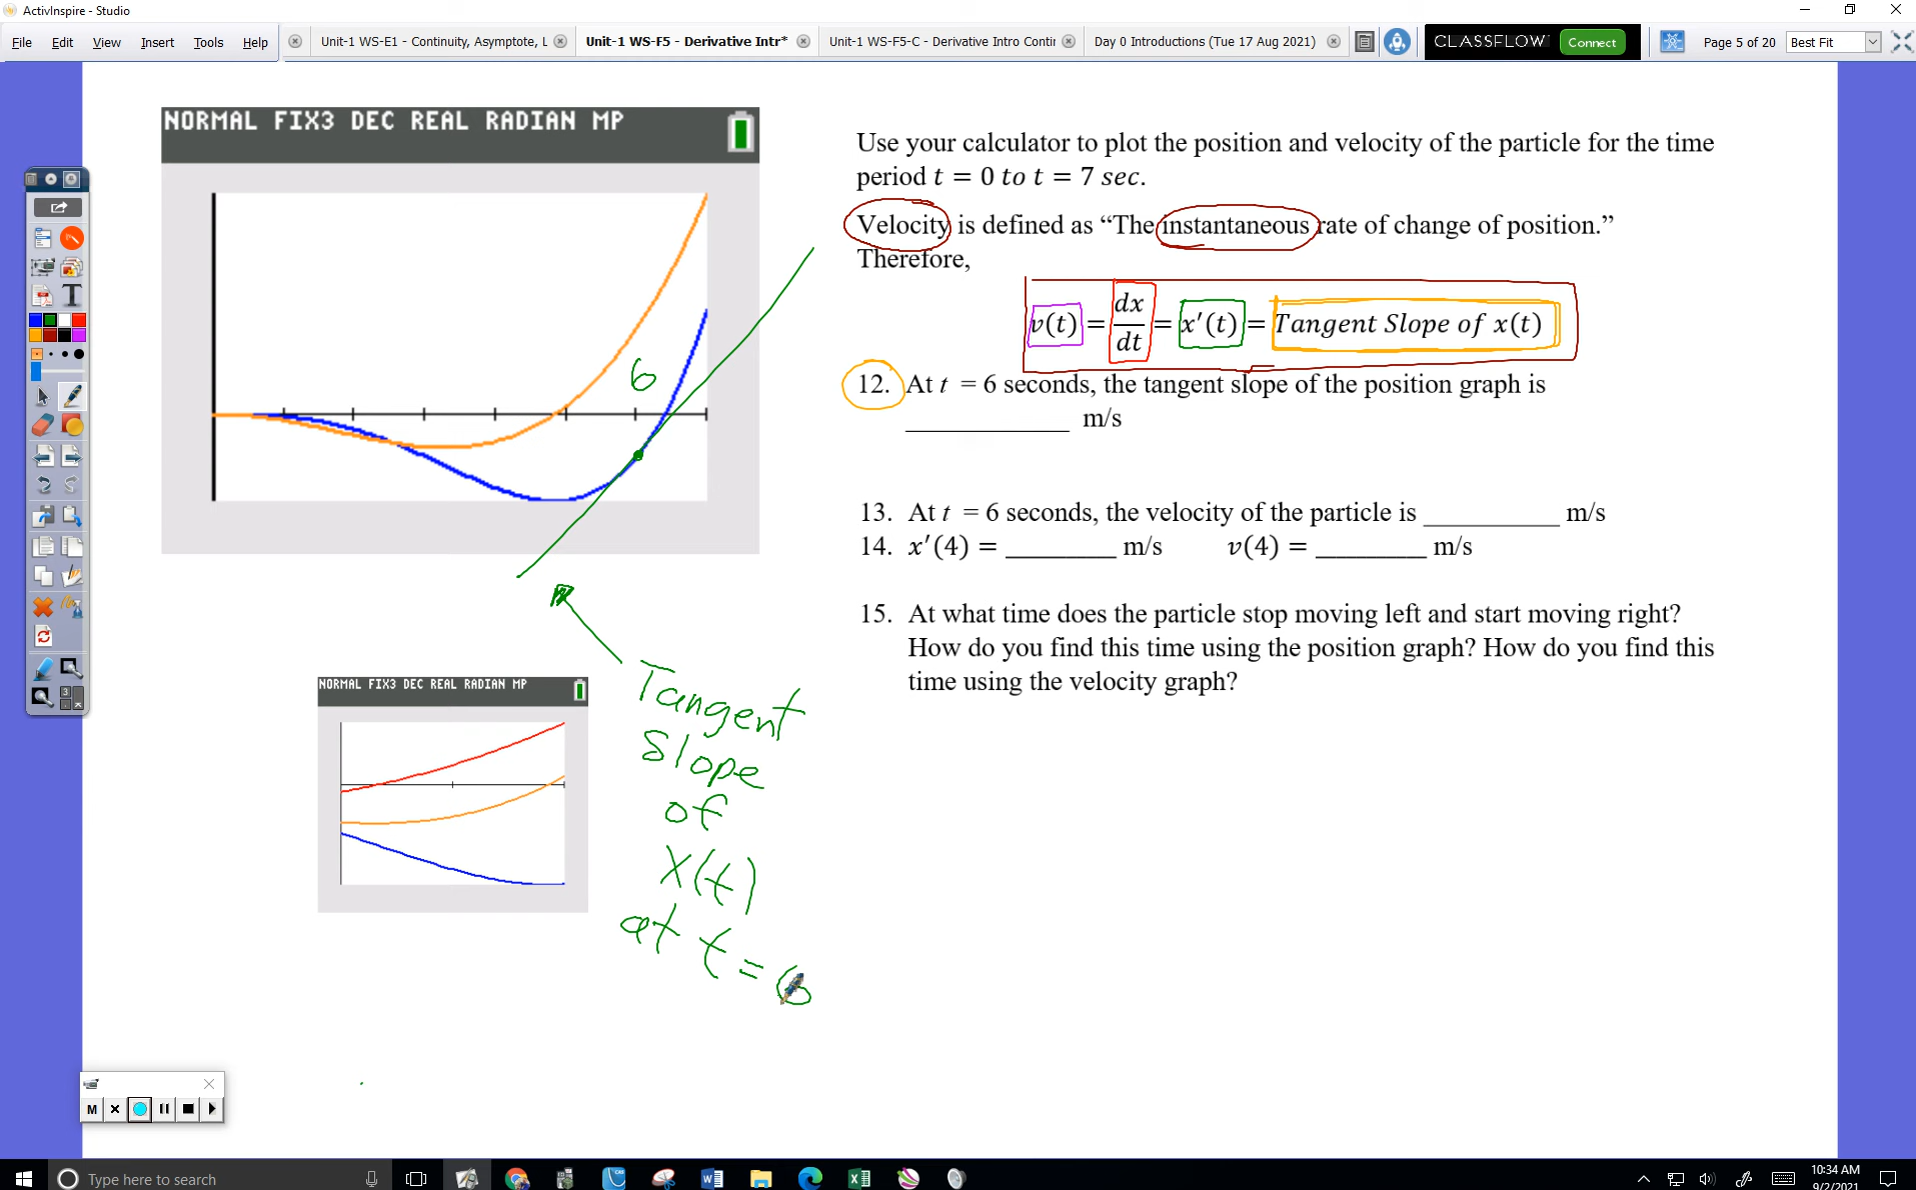 ActivInspire - Studio
File Edit View Insert Tools Help
Unit-1 WS-E1 - Continuity, Asymptote, L
Unit-1 WS-F5 - Derivative Intr*
Unit-1 WS-F5-C - Derivative Intro Contir
Day 0 Introductions (Tue 17 Aug 2021)
CLASSFLOW Connect
Page 5 of 20 Best Fit
NORMAL FIX3 DEC REAL RADIAN MP
6
Use your calculator to plot the position and velocity of the particle for the time
period t = 0 to t = 7 sec.
Velocity is defined as “The instantaneous rate of change of position.”
Therefore,
v(t) = dx/dt = x′(t) = Tangent Slope of x(t)
12. At t = 6 seconds, the tangent slope of the position graph is
____________ m/s
13. At t = 6 seconds, the velocity of the particle is __________ m/s
14. x′(4) = ________ m/s v(4) = ________ m/s
15. At what time does the particle stop moving left and start moving right?
How do you find this time using the position graph? How do you find this
time using the velocity graph?
NORMAL FIX3 DEC REAL RADIAN MP
Tangent
Slope
of
X(t)
at t = 6
3
M
Type here to search
10:34 AM
9/2/2021